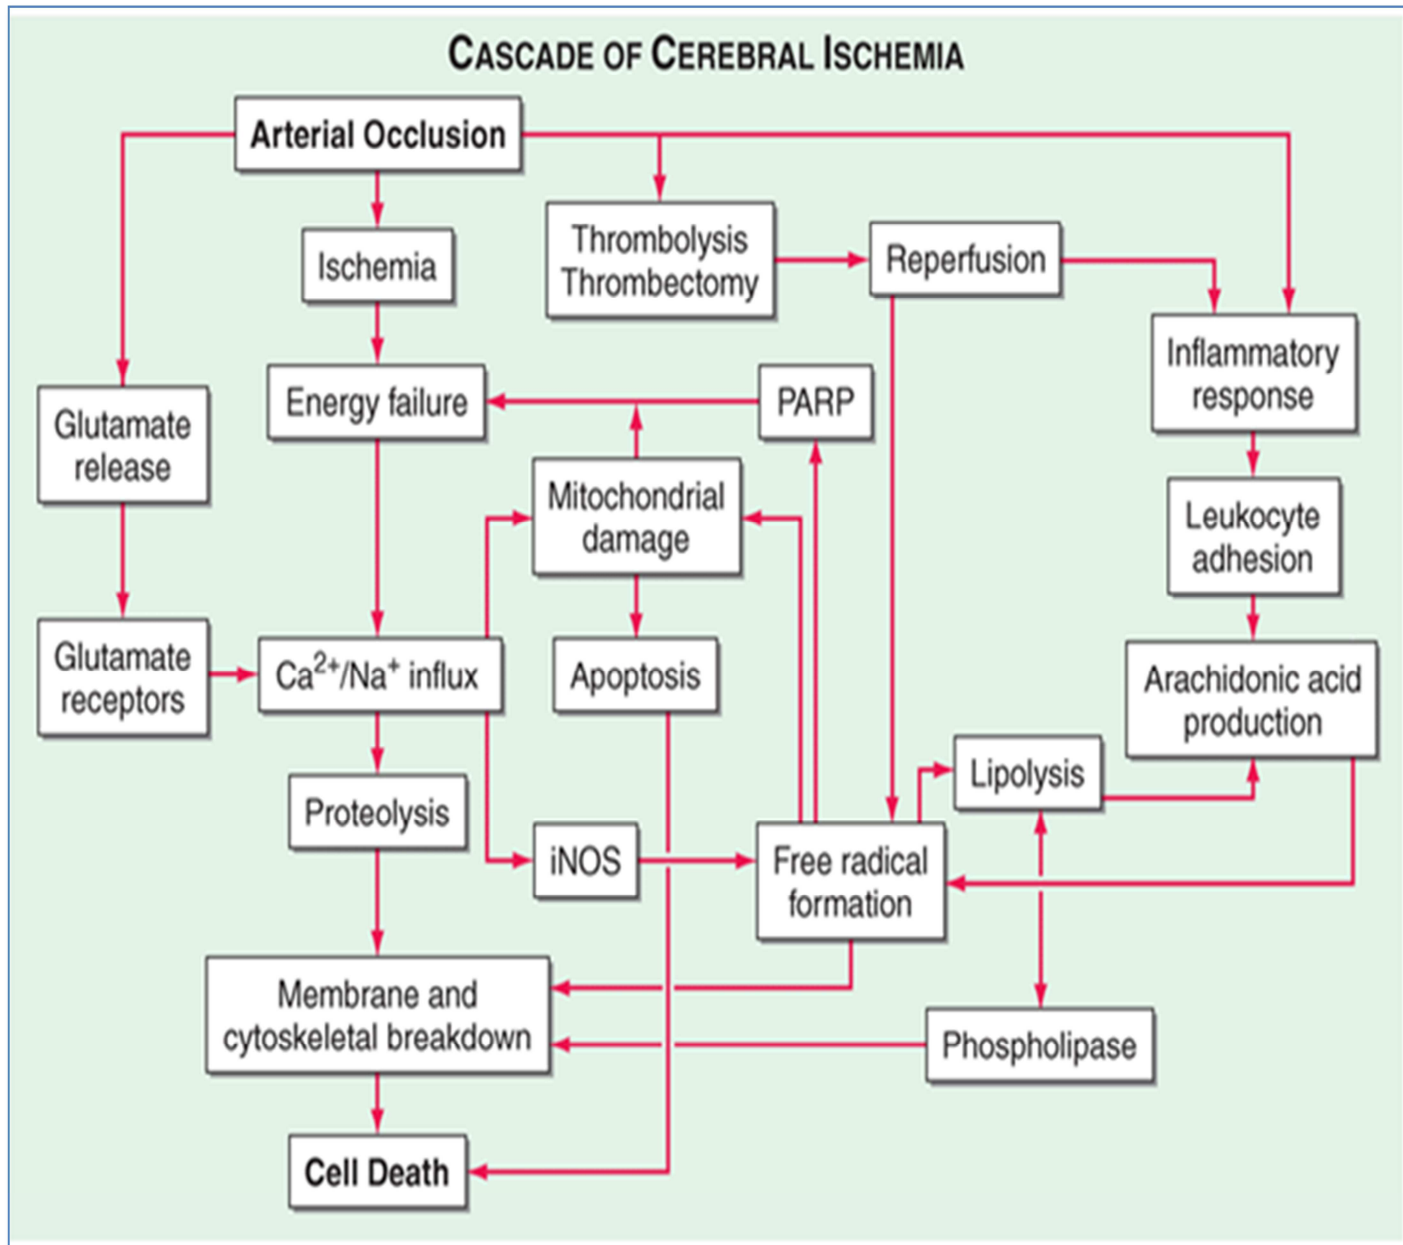 CASCADE OF CEREBRAL ISCHEMIA
Arterial Occlusion
Ischemia
Thrombolysis
Thrombectomy
Reperfusion
Inflammatory
response
Energy failure
PARP
Glutamate
release
Mitochondrial
damage
Leukocyte
adhesion
Glutamate
receptors
Ca²⁺/Na⁺ influx
Apoptosis
Arachidonic acid
production
Lipolysis
Proteolysis
iNOS
Free radical
formation
Membrane and
cytoskeletal breakdown
Phospholipase
Cell Death